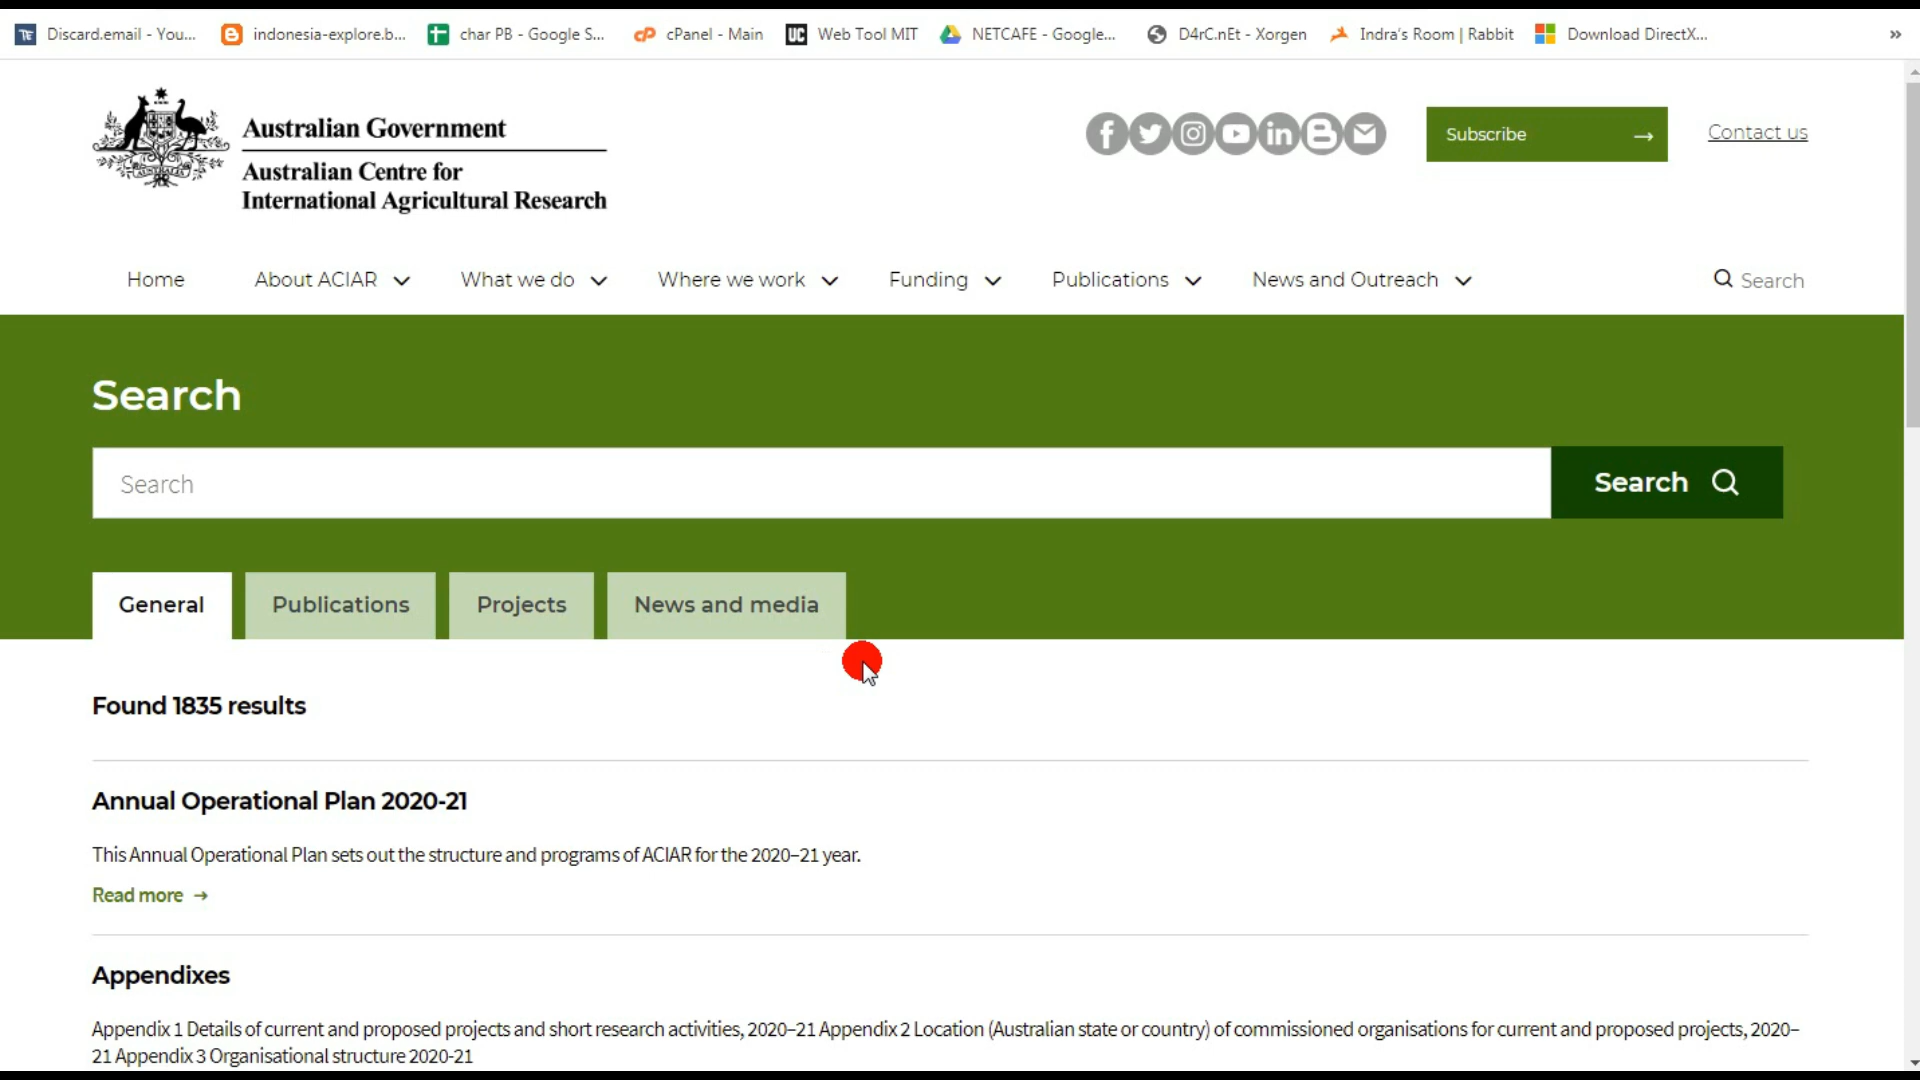 Discard.email - You...
indonesia-explore.b...
char PB - Google S...
cPanel - Main
Web Tool MIT
NETCAFE - Google...
D4rC.nEt - Xorgen
Indra's Room | Rabbit
Download DirectX...
»
Australian Government
Australian Centre for
International Agricultural Research
Subscribe →
Contact us
Home
About ACIAR
What we do
Where we work
Funding
Publications
News and Outreach
Search
Search
Search
Search
General
Publications
Projects
News and media
Found 1835 results
Annual Operational Plan 2020-21
This Annual Operational Plan sets out the structure and programs of ACIAR for the 2020–21 year.
Read more →
Appendixes
Appendix 1 Details of current and proposed projects and short research activities, 2020–21 Appendix 2 Location (Australian state or country) of commissioned organisations for current and proposed projects, 2020–
21 Appendix 3 Organisational structure 2020-21